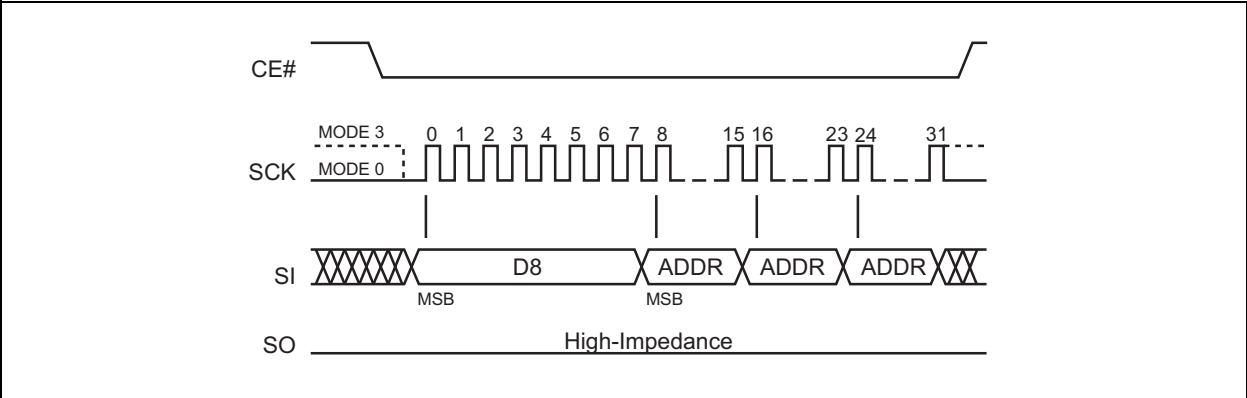 CE#
MODE 3
0 1 2 3 4 5 6 7 8 15 16 23 24 31
SCK
MODE 0
SI
D8
ADDR
ADDR
ADDR
MSB
MSB
SO
High-Impedance